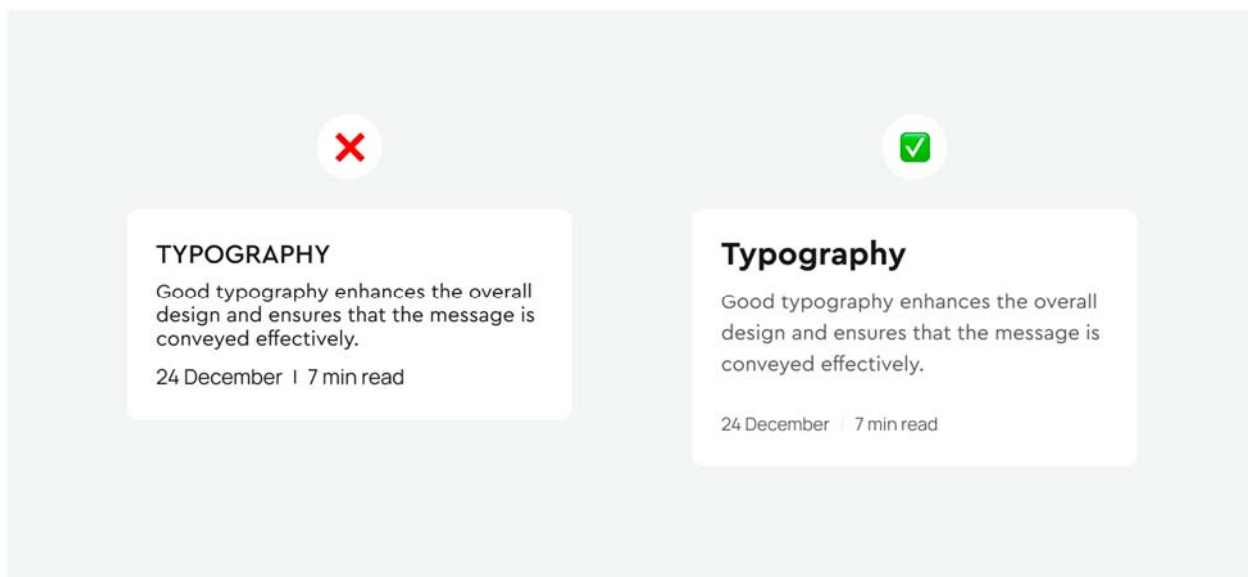 TYPOGRAPHY
Good typography enhances the overall
design and ensures that the message is
conveyed effectively.
24 December | 7 min read
Typography
Good typography enhances the overall
design and ensures that the message is
conveyed effectively.
24 December | 7 min read